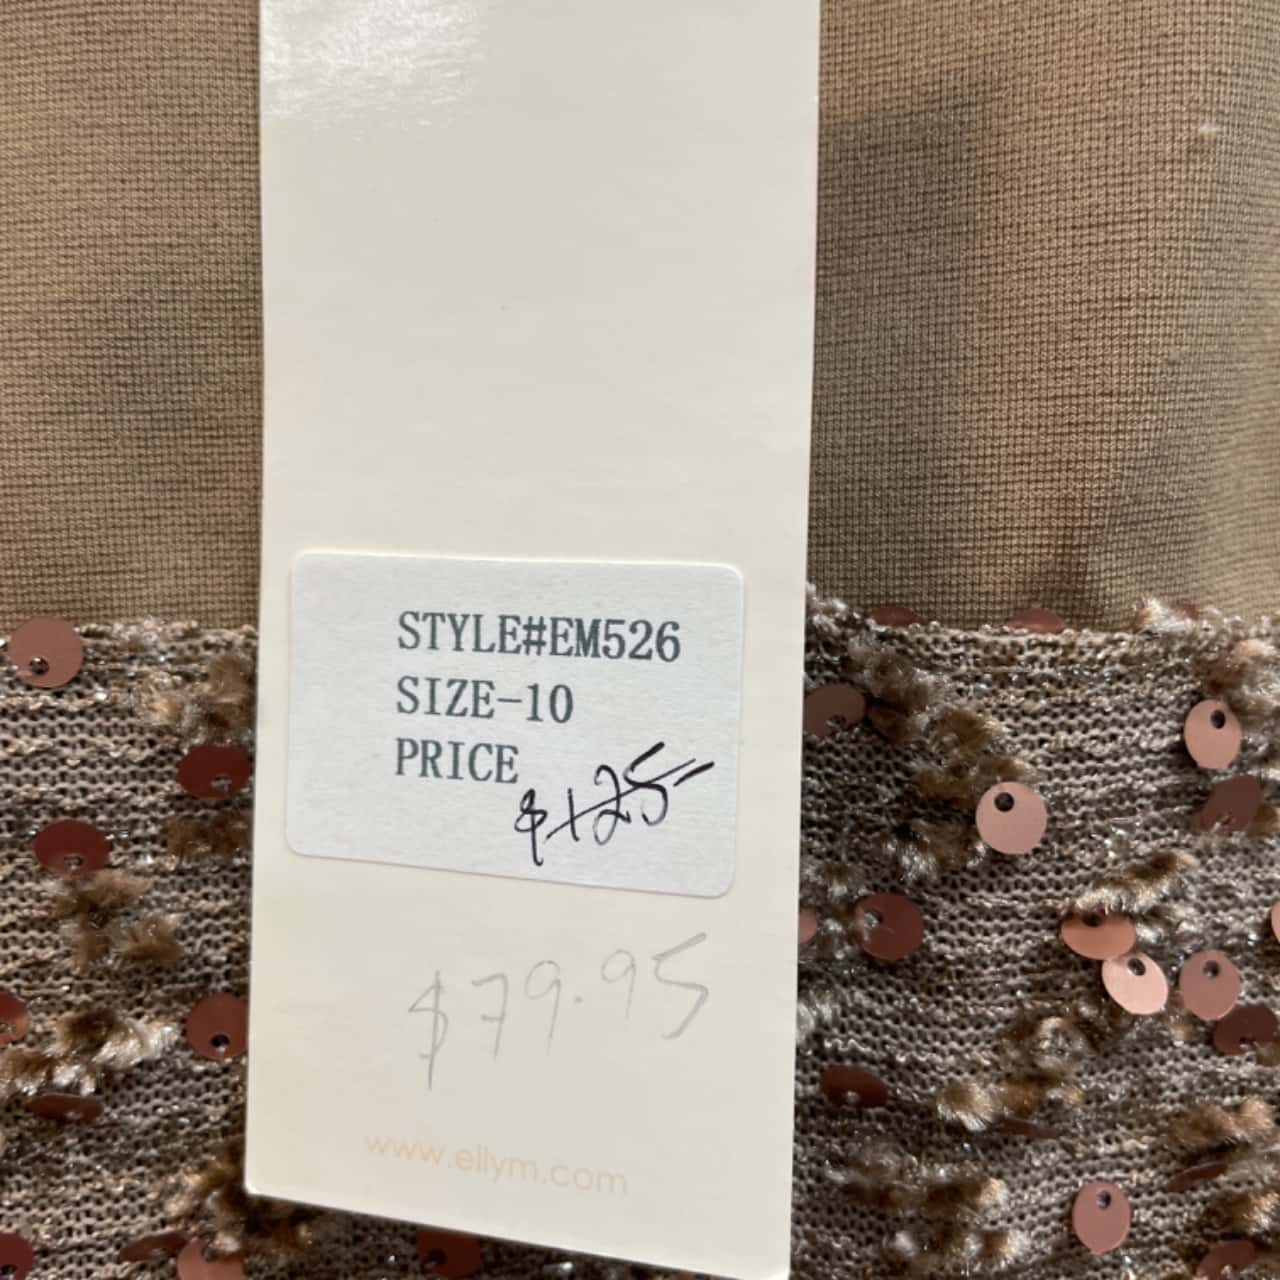 STYLE#EM526
SIZE-10
PRICE
$125
$79.95
www.ellym.com